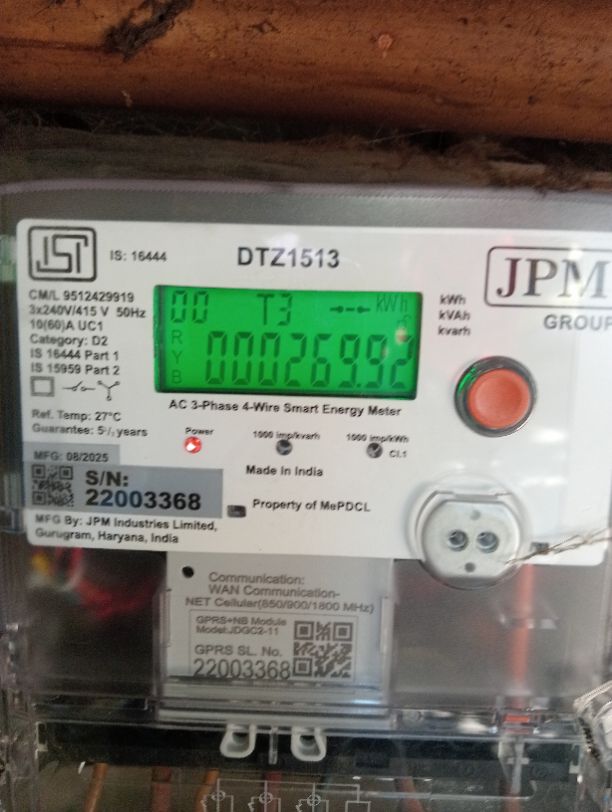 ISI
IS: 16444
DTZ1513
JPM
GROUP
CM/L 9512429919
3x240V/415 V 50Hz
10(60)A UC1
Category: D2
IS 16444 Part 1
IS 15959 Part 2
00 T3 kWh
R
Y
B
000269.92
kWh
kVAh
kvarh
AC 3-Phase 4-Wire Smart Energy Meter
Ref. Temp: 27°C
Guarantee: 5½ years
Power
1000 imp/kvarh
1000 imp/kWh
Cl.1
MFG: 08/2025
Made In India
S/N:
22003368
Property of MePDCL
MFG By: JPM Industries Limited,
Gurugram, Haryana, India
Communication:
WAN Communication-
NET Cellular(850/900/1800 MHz)
GPRS+NB Module
Model:JDGC2-11
GPRS SL. No.
22003368